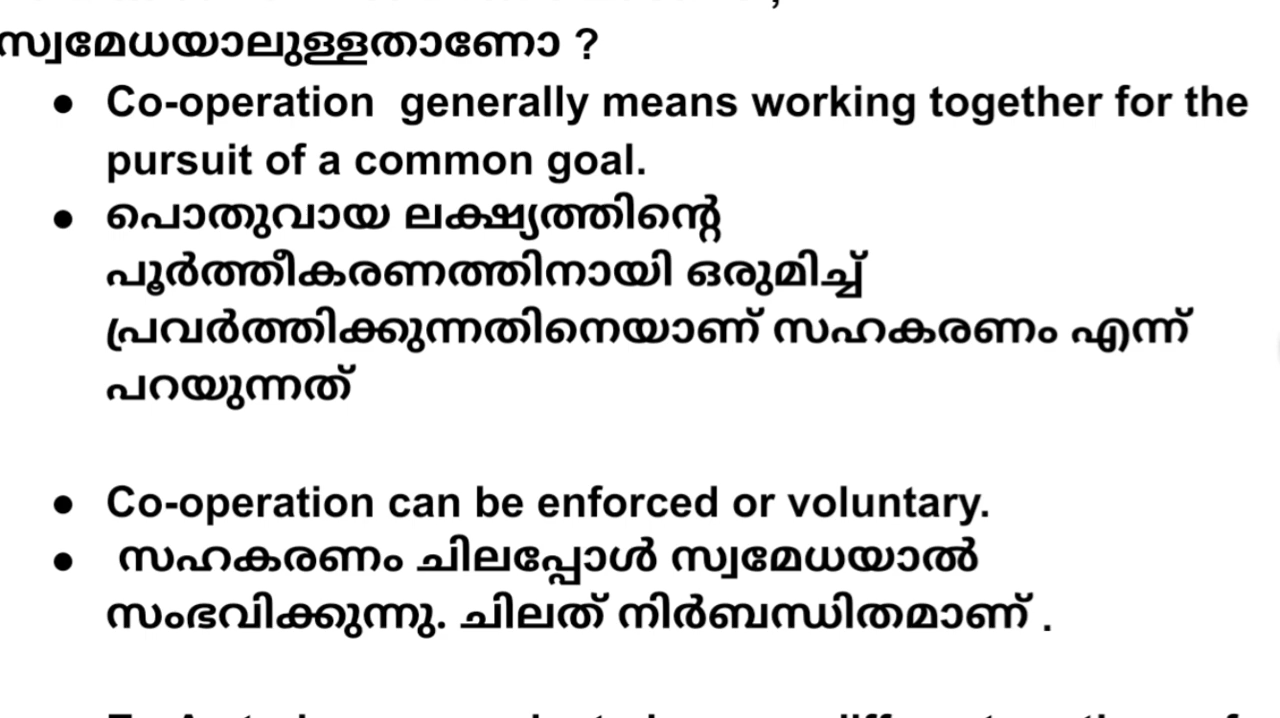 സ്വമേധയാലുള്ളതാണോ ?
● Co-operation generally means working together for the
pursuit of a common goal.
● പൊതുവായ ലക്ഷ്യത്തിന്റെ
പൂർത്തീകരണത്തിനായി ഒരുമിച്ച്
പ്രവർത്തിക്കുന്നതിനെയാണ് സഹകരണം എന്ന്
പറയുന്നത്
● Co-operation can be enforced or voluntary.
● സഹകരണം ചിലപ്പോൾ സ്വമേധയാൽ
സംഭവിക്കുന്നു. ചിലത് നിർബന്ധിതമാണ് .